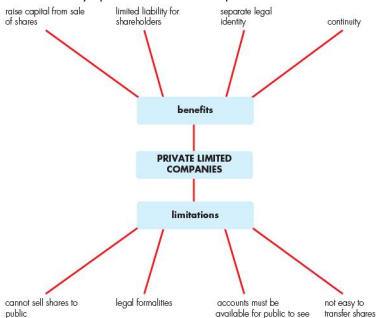 raise capital from sale
of shares
limited liability for
shareholders
separate legal
identity
continuity
benefits
PRIVATE LIMITED
COMPANIES
limitations
cannot sell shares to
public
legal formalities
accounts must be
available for public to see
not easy to
transfer shares